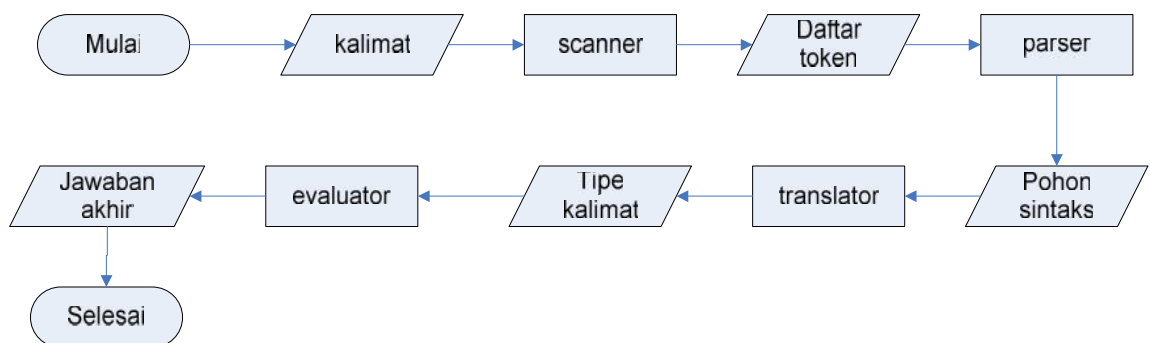 Mulai
kalimat
scanner
Daftar
token
parser
Pohon
sintaks
translator
Tipe
kalimat
evaluator
Jawaban
akhir
Selesai